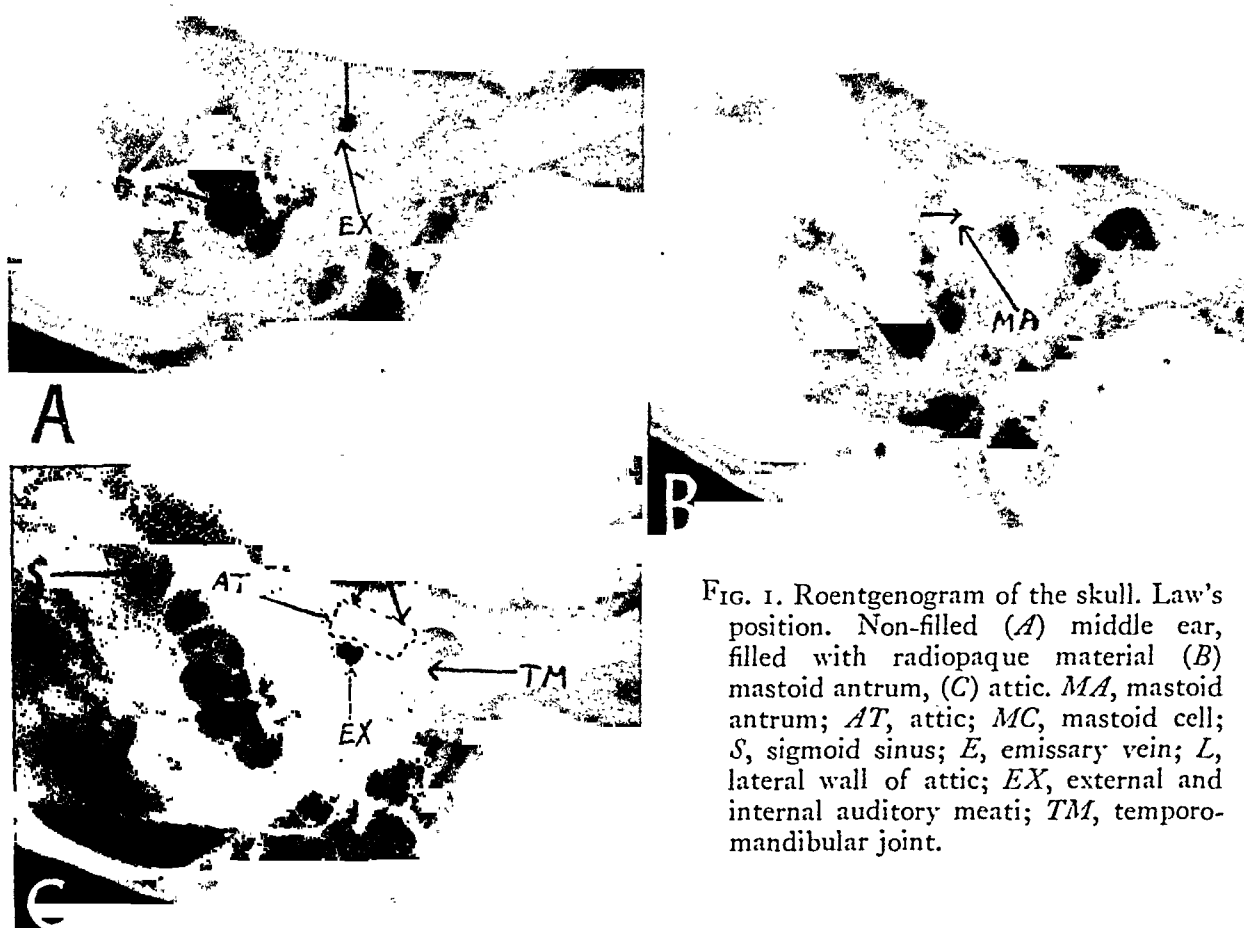 EX
A
MA
B
S
AT
TM
EX
C
FIG. 1. Roentgenogram of the skull. Law's
position. Non-filled (A) middle ear,
filled with radiopaque material (B)
mastoid antrum, (C) attic. MA, mastoid
antrum; AT, attic; MC, mastoid cell;
S, sigmoid sinus; E, emissary vein; L,
lateral wall of attic; EX, external and
internal auditory meati; TM, temporo-
mandibular joint.